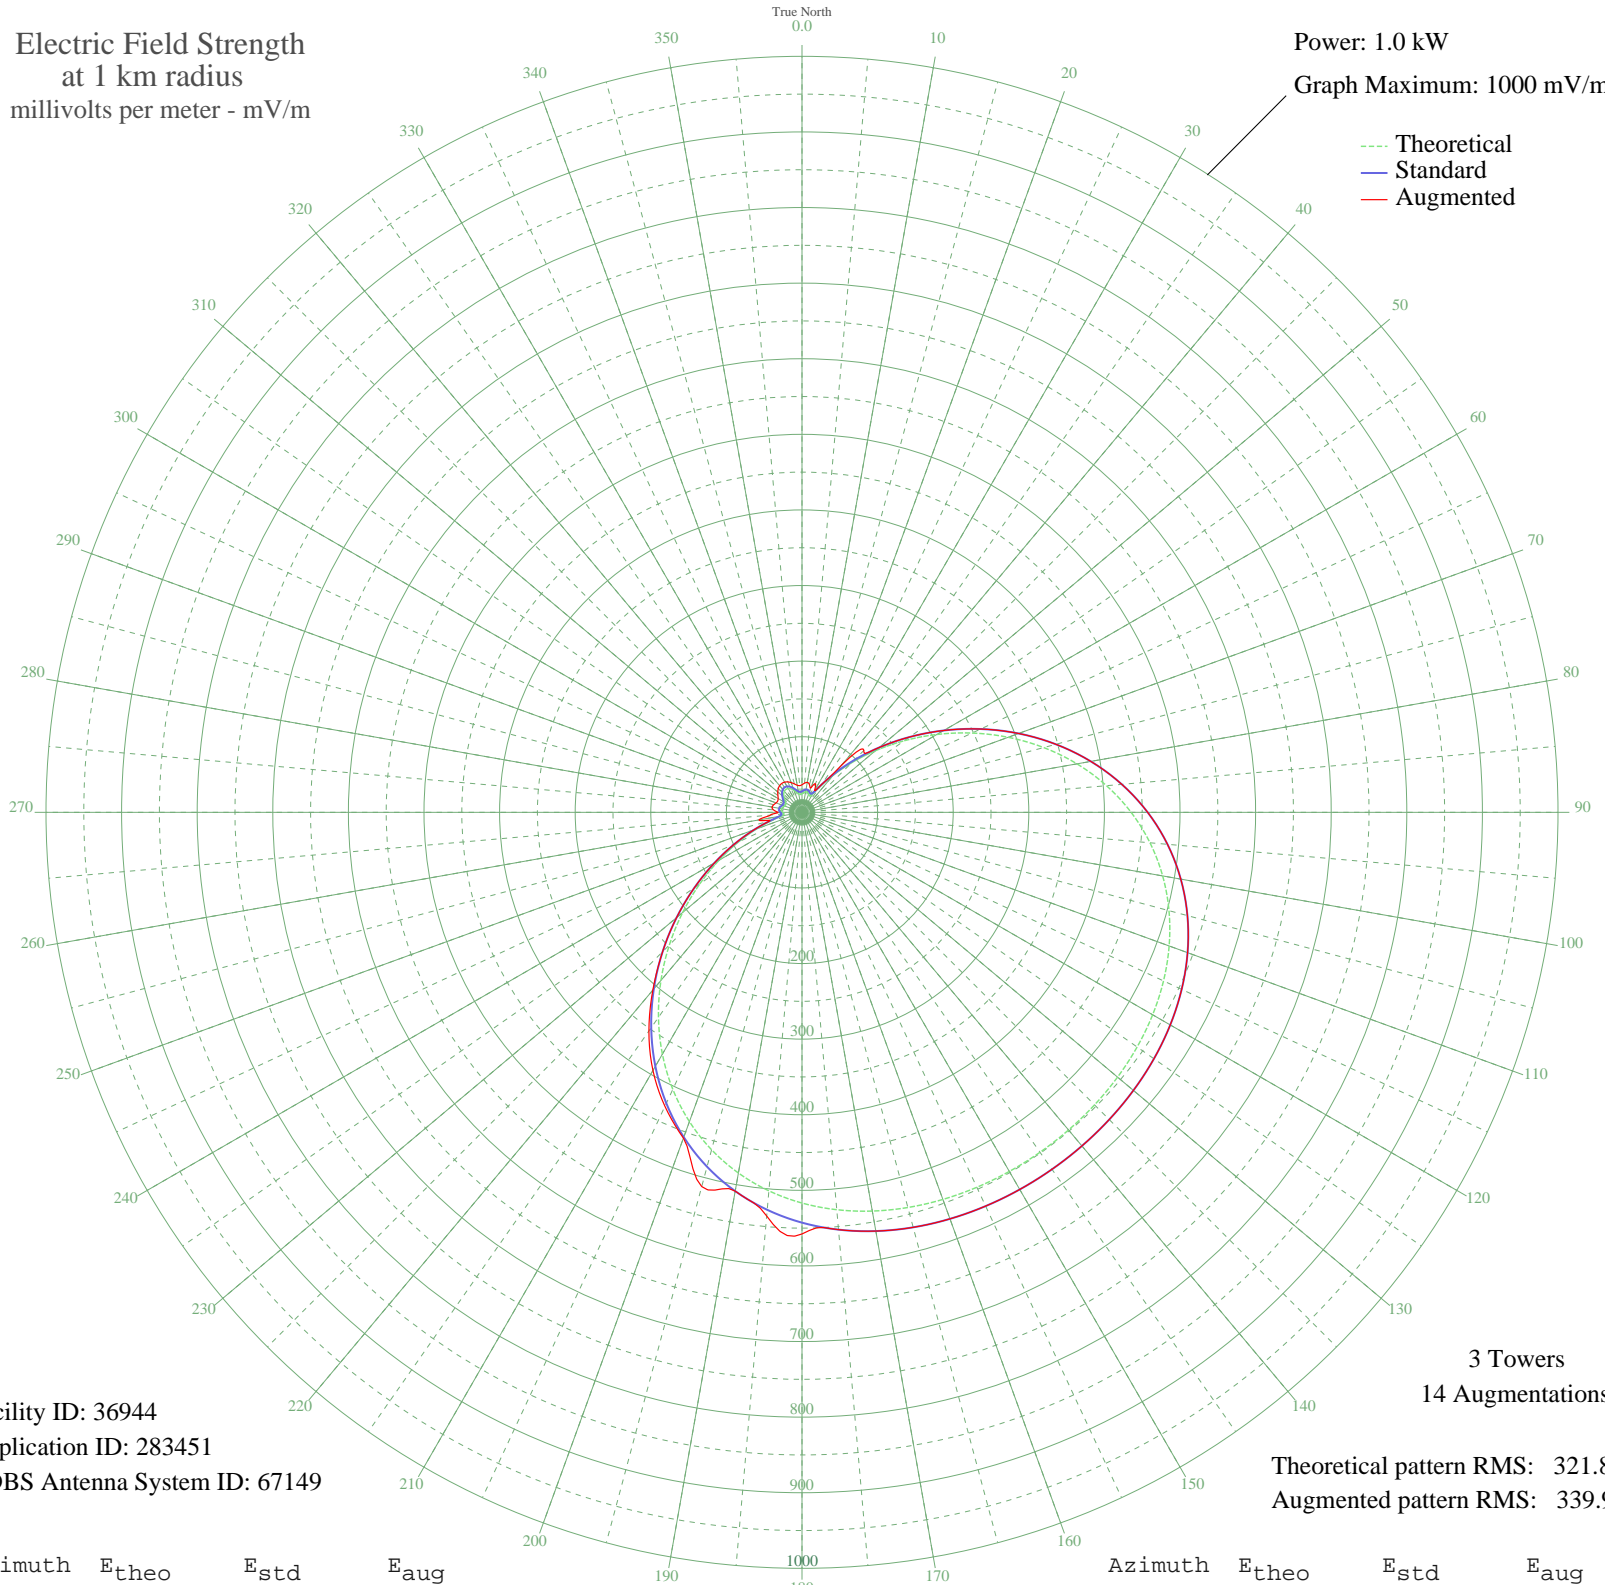 True North
0.0
Electric Field Strength
at 1 km radius
millivolts per meter - mV/m
Power: 1.0 kW
Graph Maximum: 1000 mV/m
Theoretical
Standard
Augmented
10
20
30
40
50
60
70
80
90
100
110
120
130
140
150
160
170
190
200
210
220
230
240
250
260
270
280
290
300
310
320
330
340
350
200
300
400
500
600
700
800
900
1000
3 Towers
14 Augmentations
cility ID: 36944
plication ID: 283451
DBS Antenna System ID: 67149
Theoretical pattern RMS: 321.8
Augmented pattern RMS: 339.9
imuth Etheo Estd Eaug Azimuth Etheo Estd Eaug